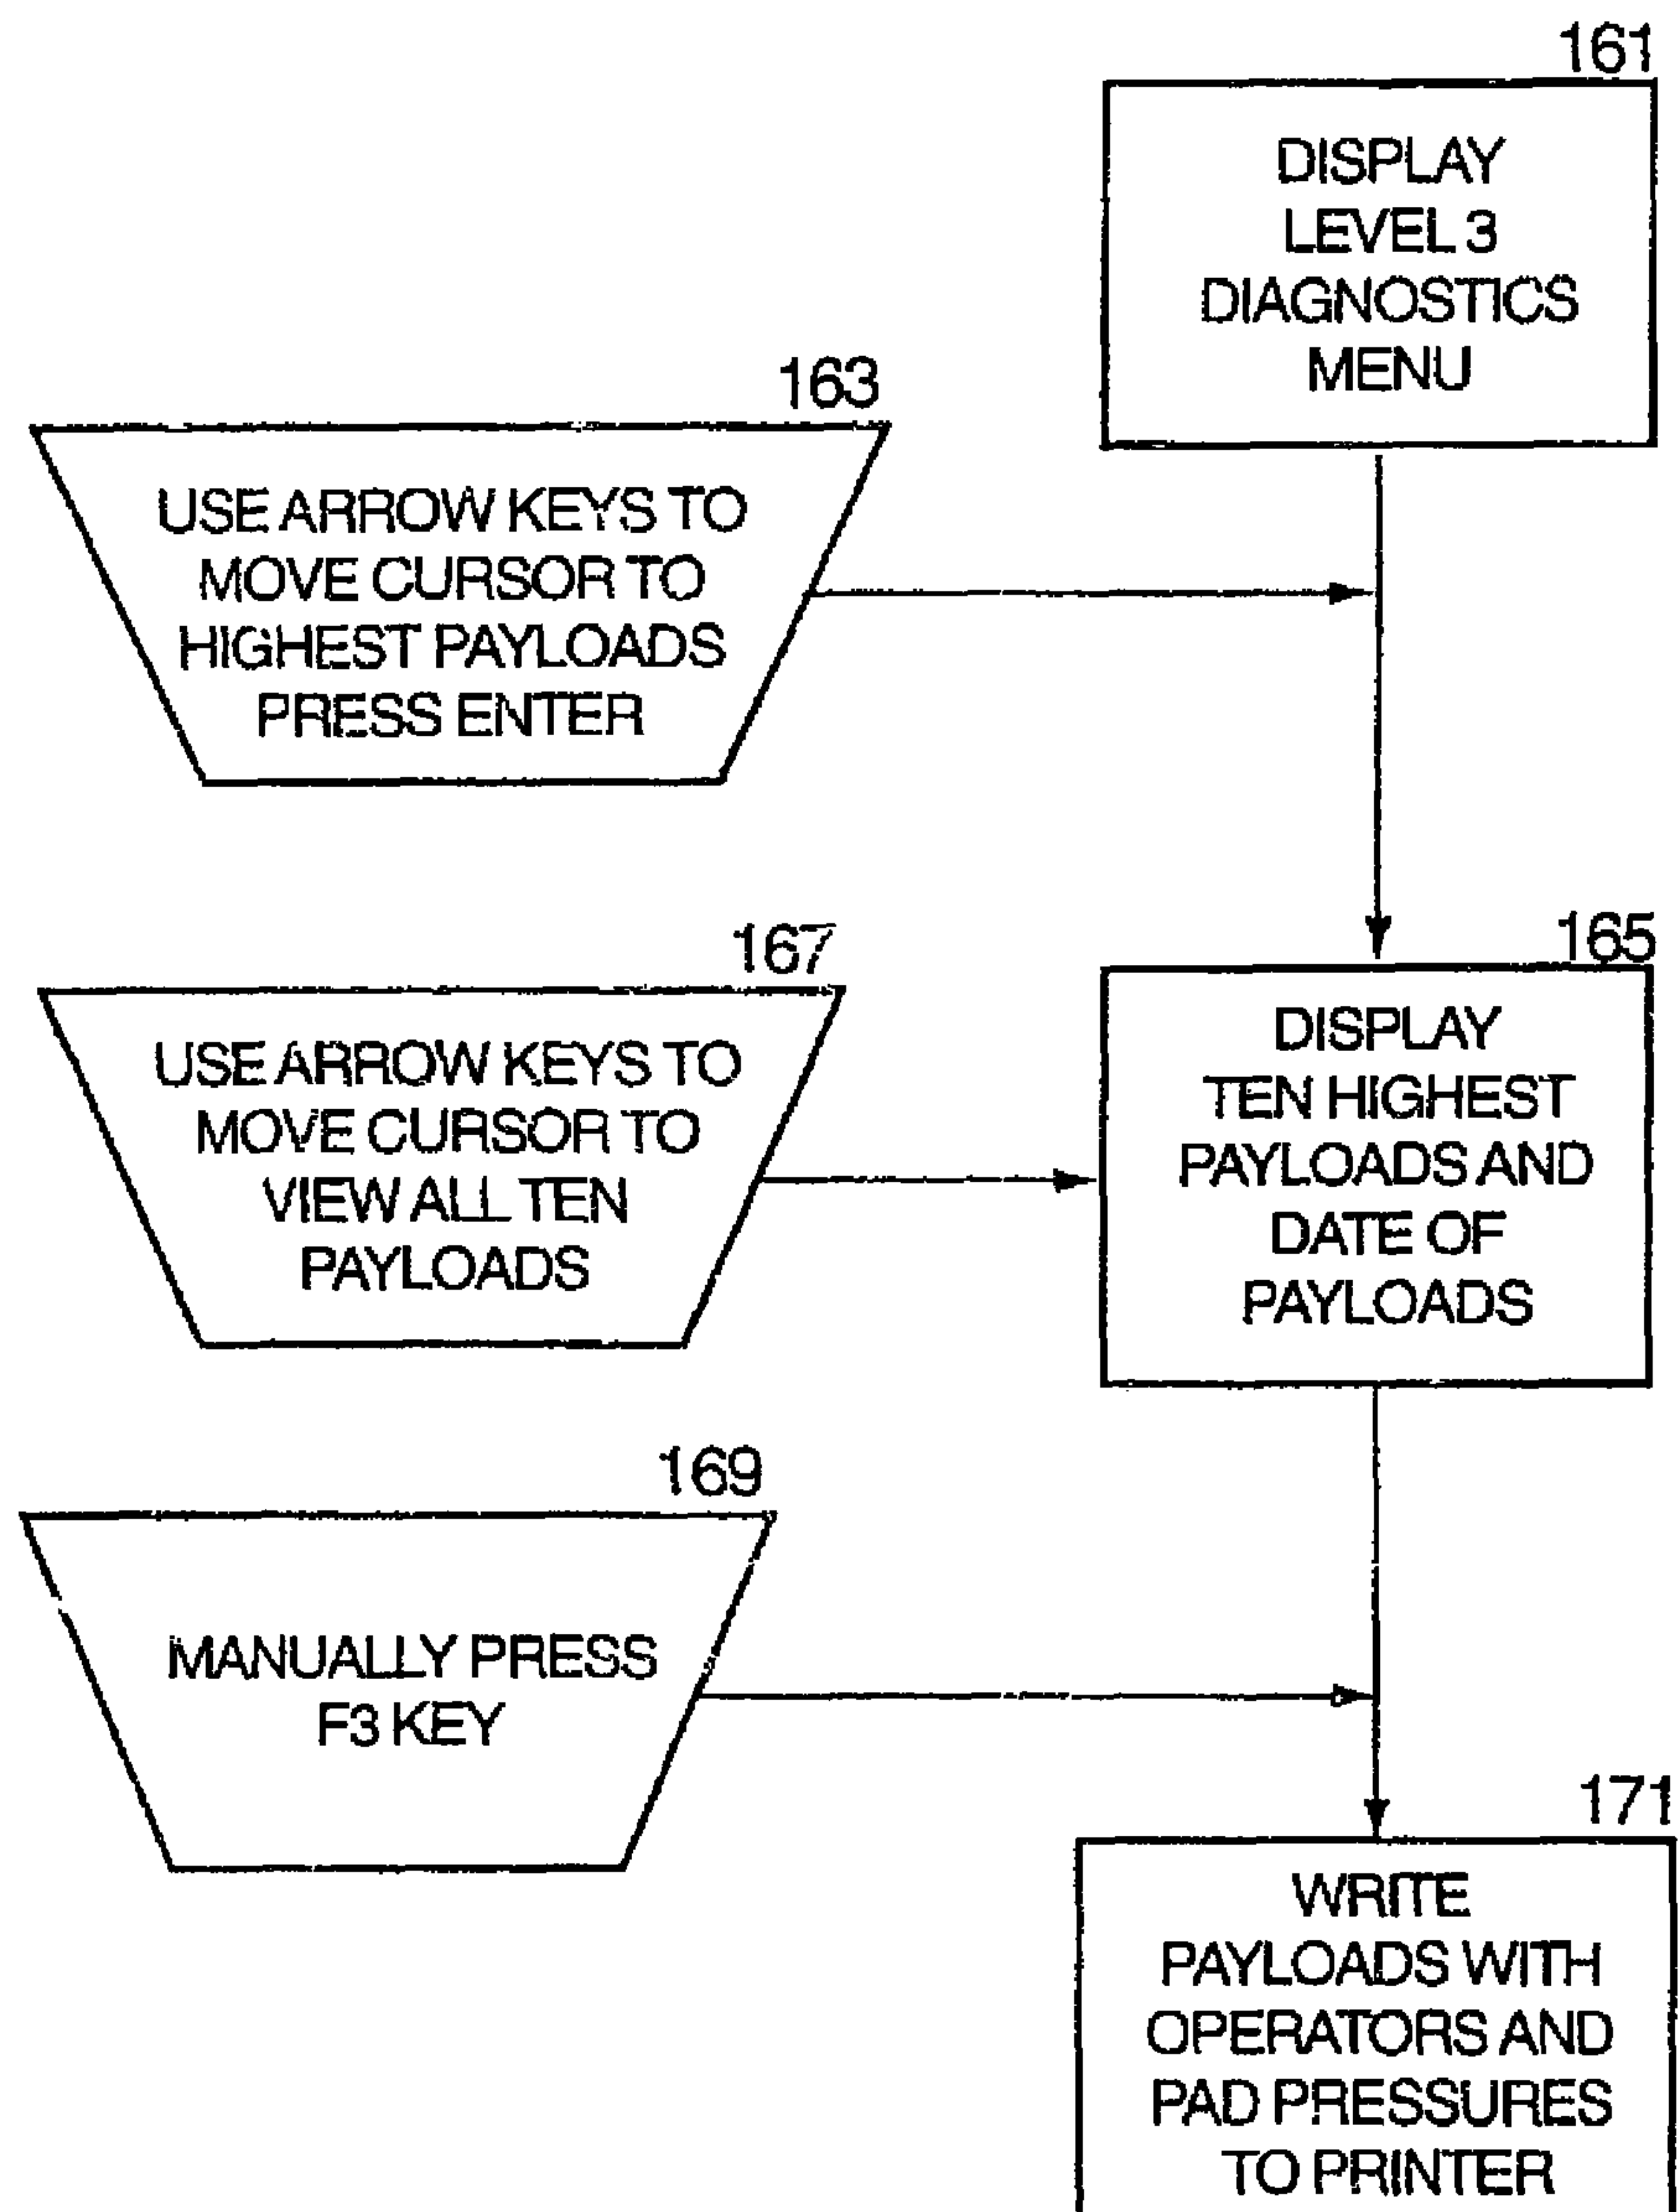 161
DISPLAY
LEVEL 3
DIAGNOSTICS
MENU
163
USE ARROW KEYS TO
MOVE CURSOR TO
HIGHEST PAYLOADS
PRESS ENTER
165
DISPLAY
TEN HIGHEST
PAYLOADS AND
DATE OF
PAYLOADS
167
USE ARROW KEYS TO
MOVE CURSOR TO
VIEW ALL TEN
PAYLOADS
169
MANUALLY PRESS
F3 KEY
171
WRITE
PAYLOADS WITH
OPERATORS AND
PAD PRESSURES
TO PRINTER